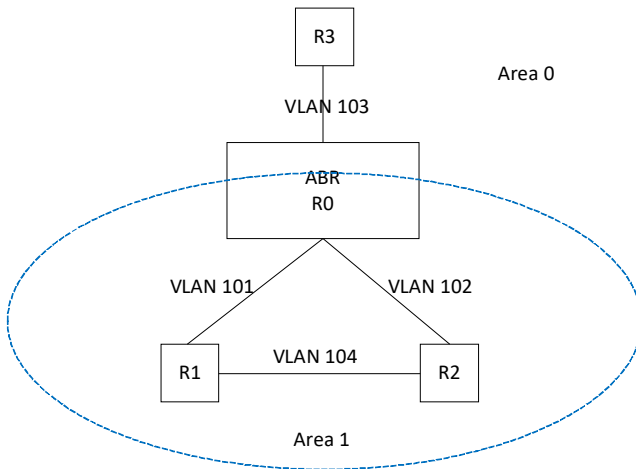 R3
Area 0
VLAN 103
ABR
R0
VLAN 101
VLAN 102
VLAN 104
R1
R2
Area 1